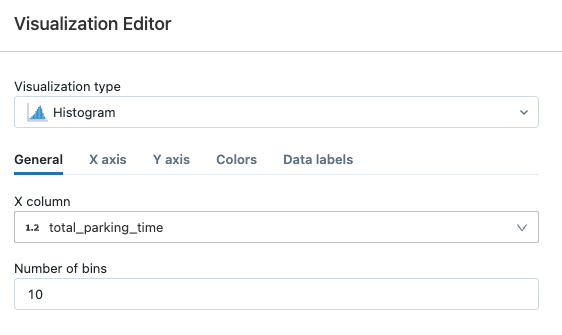 Visualization Editor
Visualization type
Histogram
General X axis Y axis Colors Data labels
X column
1.2 total_parking_time
Number of bins
10